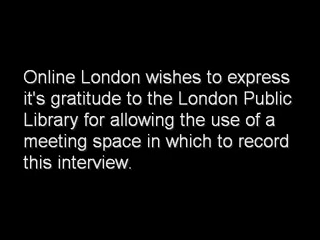 Online London wishes to express
it's gratitude to the London Public
Library for allowing the use of a
meeting space in which to record
this interview.